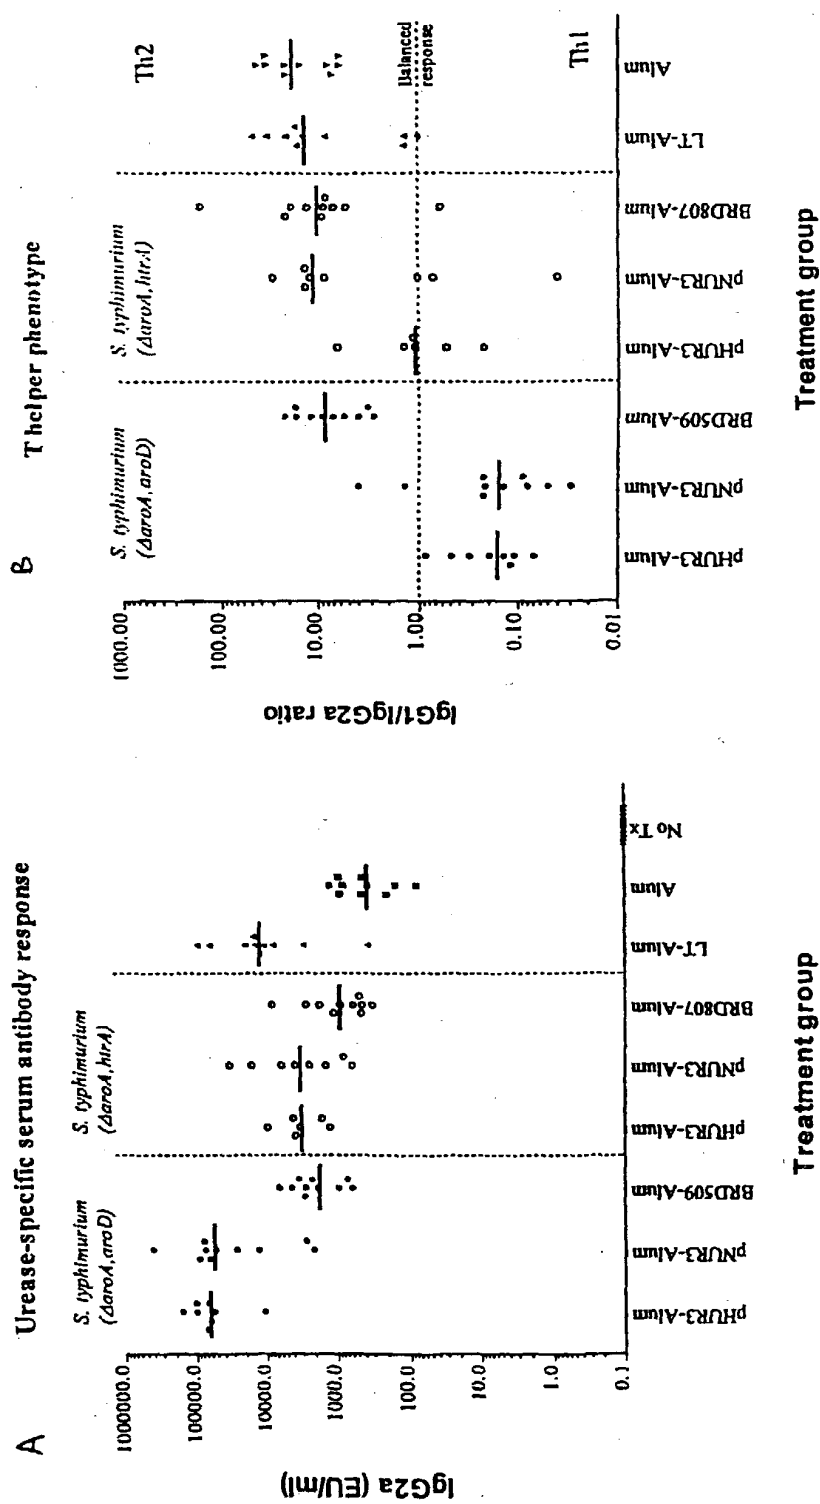 A
Urease-specific serum antibody response
S. typhimurium
(ΔaroA,aroD)
S. typhimurium
(ΔaroA,htrA)
IgG2a (EU/ml)
1000000.0
100000.0
10000.0
1000.0
100.0
10.0
1.0
0.1
pHUR3-Alum
pNUR3-Alum
BRD509-Alum
pHUR3-Alum
pNUR3-Alum
BRD807-Alum
LT-Alum
Alum
No Tx
Treatment group
B
T helper phenotype
S. typhimurium
(ΔaroA,aroD)
S. typhimurium
(ΔaroA,htrA)
Th2
Balanced
response
Th1
IgG1/IgG2a ratio
1000.00
100.00
10.00
1.00
0.10
0.01
pHUR3-Alum
pNUR3-Alum
BRD509-Alum
pHUR3-Alum
pNUR3-Alum
BRD807-Alum
LT-Alum
Alum
Treatment group